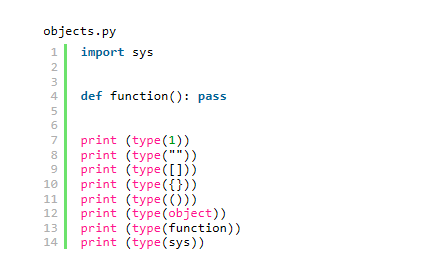 objects.py
1 import sys
2
3
4 def function(): pass
5
6
7 print (type(1))
8 print (type(""))
9 print (type([]))
10 print (type({}))
11 print (type(()))
12 print (type(object))
13 print (type(function))
14 print (type(sys))